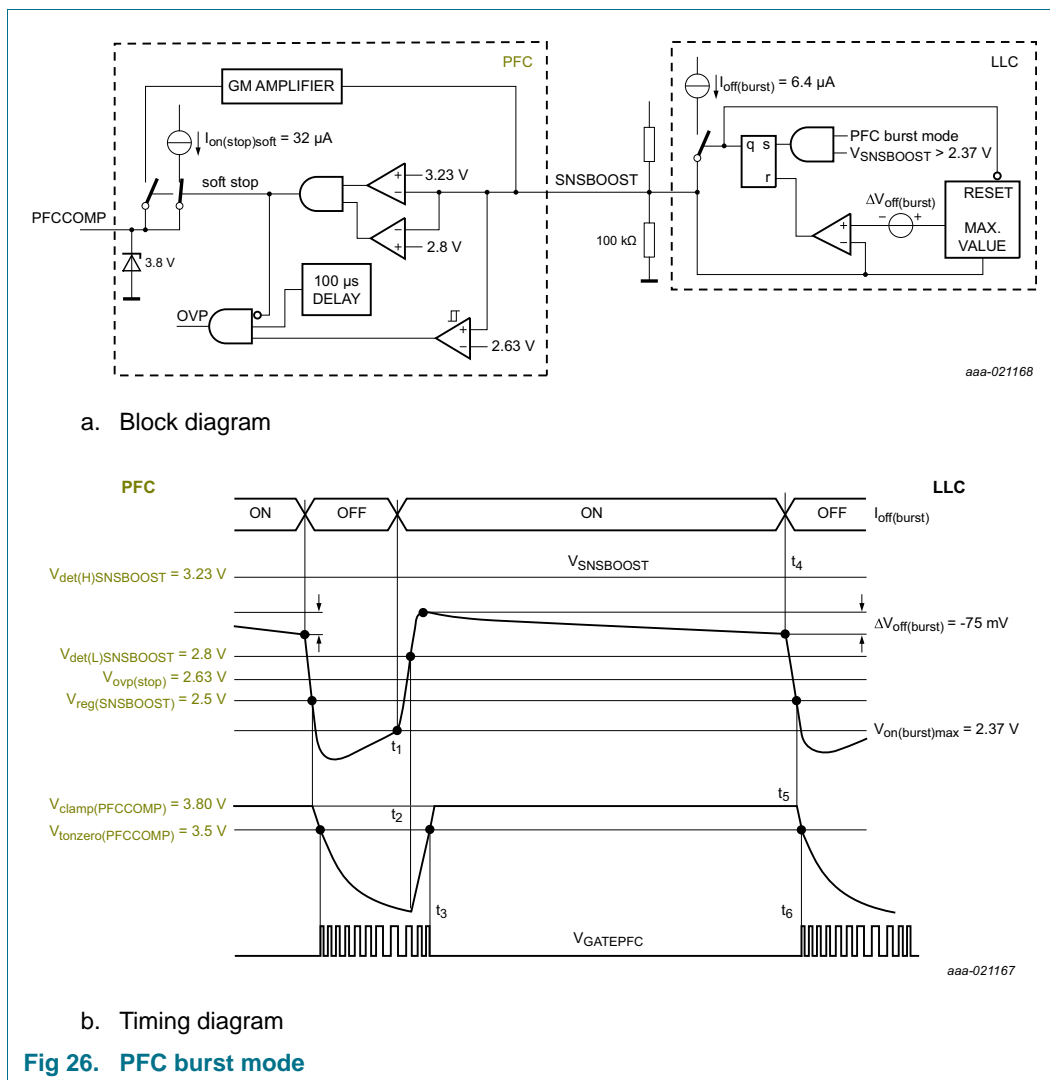 PFC
LLC
GM AMPLIFIER
Ion(stop)soft = 32 µA
Ioff(burst) = 6.4 µA
PFC burst mode
VSNSBOOST > 2.37 V
q s
r
3.23 V
soft stop
SNSBOOST
ΔVoff(burst)
RESET
MAX.
VALUE
PFCCOMP
2.8 V
100 kΩ
3.8 V
100 µs
DELAY
OVP
2.63 V
aaa-021168
a. Block diagram
PFC
LLC
ON
OFF
ON
OFF
Ioff(burst)
VSNSBOOST
t4
Vdet(H)SNSBOOST = 3.23 V
ΔVoff(burst) = -75 mV
Vdet(L)SNSBOOST = 2.8 V
Vovp(stop) = 2.63 V
Vreg(SNSBOOST) = 2.5 V
Von(burst)max = 2.37 V
t1
t5
Vclamp(PFCCOMP) = 3.80 V
t2
Vtonzero(PFCCOMP) = 3.5 V
t3
t6
VGATEPFC
aaa-021167
b. Timing diagram
Fig 26. PFC burst mode